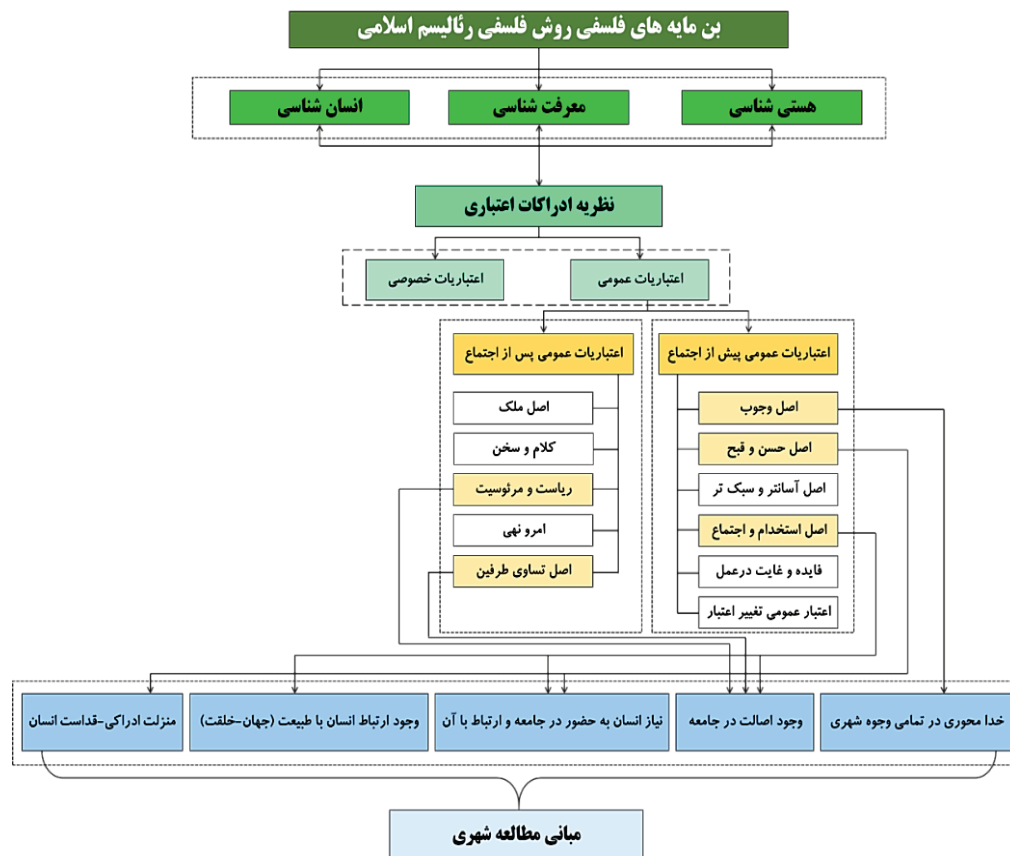 بن مایه های فلسفی روش فلسفی رئالیسم اسلامی
هستی شناسی
معرفت شناسی
انسان شناسی
نظریه ادراکات اعتباری
اعتباریات عمومی
اعتباریات خصوصی
اعتباریات عمومی پیش از اجتماع
اصل وجوب
اصل حسن و قبح
اصل آسانتر و سبک تر
اصل استخدام و اجتماع
فایده و غایت درعمل
اعتبار عمومی تغییر اعتبار
اعتباریات عمومی پس از اجتماع
اصل ملک
کلام و سخن
ریاست و مرئوسیت
امرو نهی
اصل تساوی طرفین
خدا محوری در تمامی وجوه شهری
وجود اصالت در جامعه
نیاز انسان به حضور در جامعه و ارتباط با آن
وجود ارتباط انسان با طبیعت (جهان-خلقت)
منزلت ادراکی-قداست انسان
مبانی مطالعه شهری